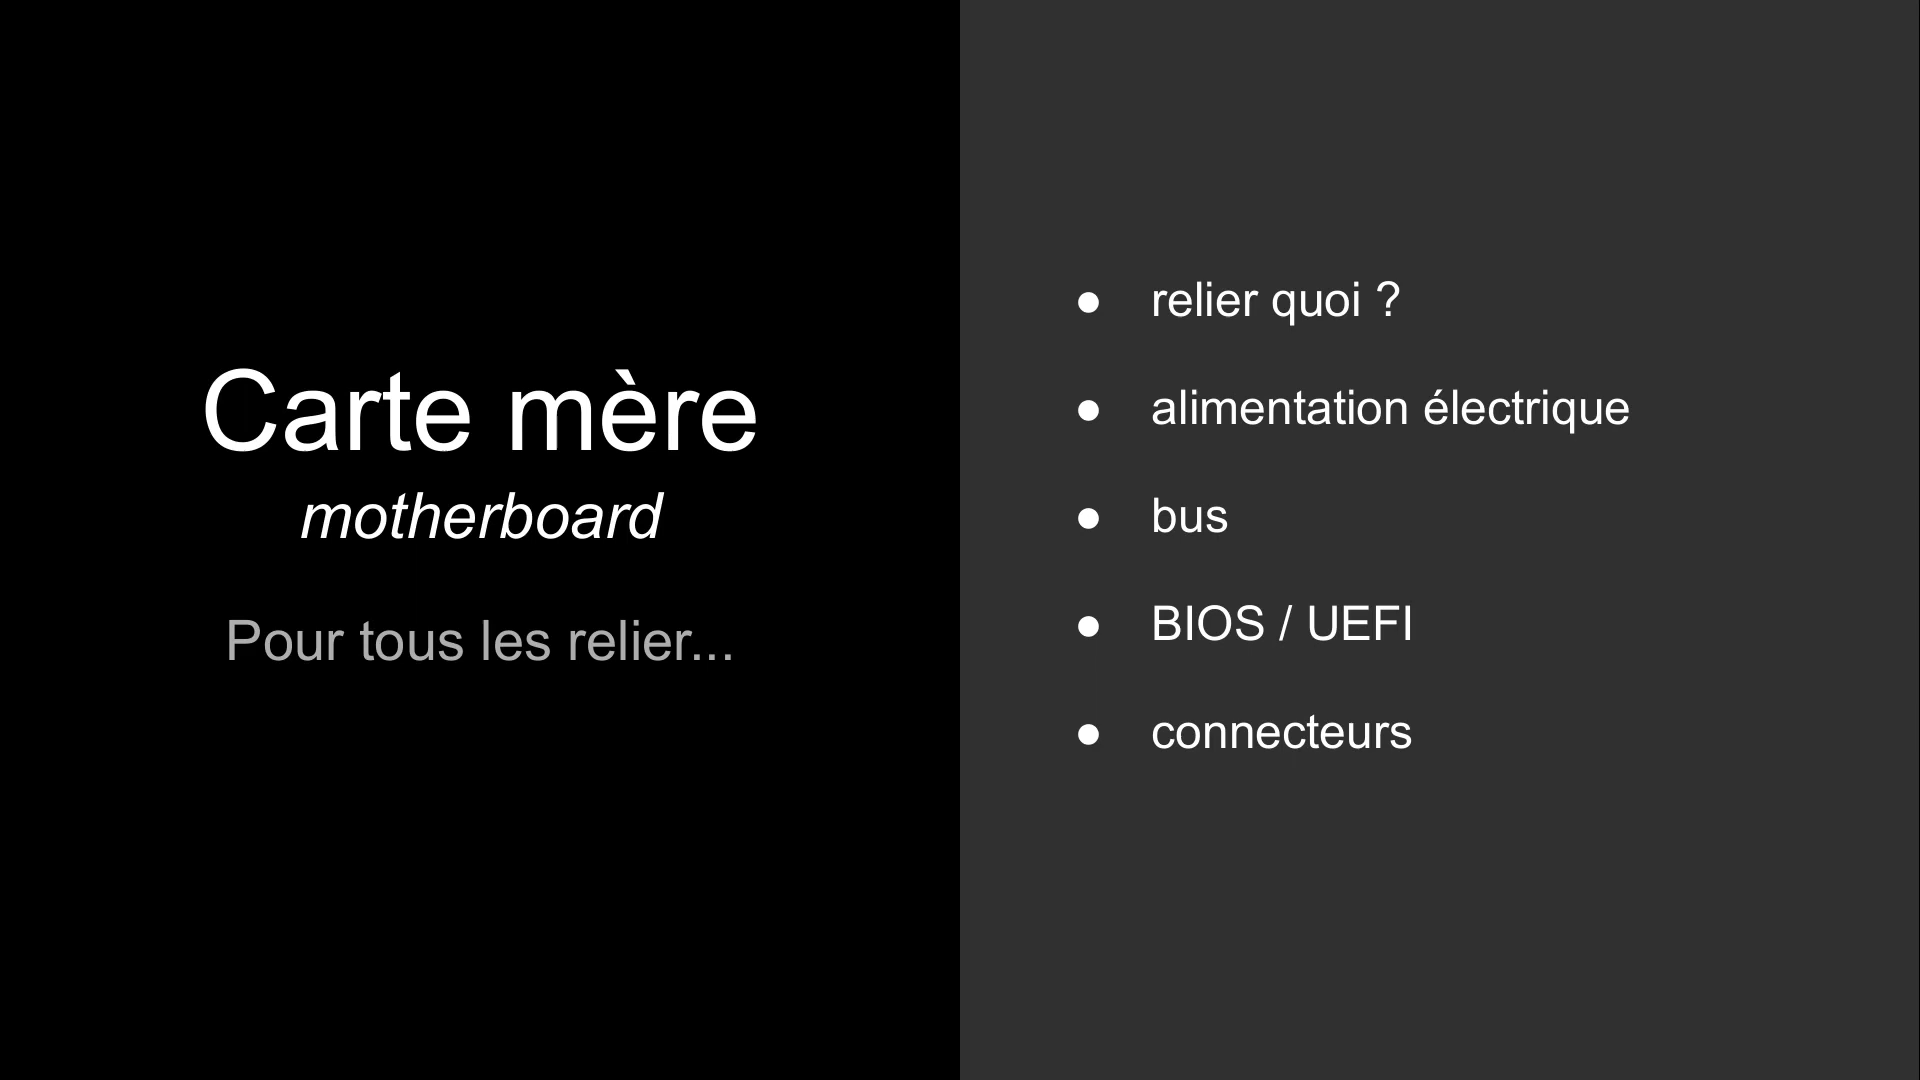 Carte mère
motherboard
Pour tous les relier...
● relier quoi ?
● alimentation électrique
● bus
● BIOS / UEFI
● connecteurs